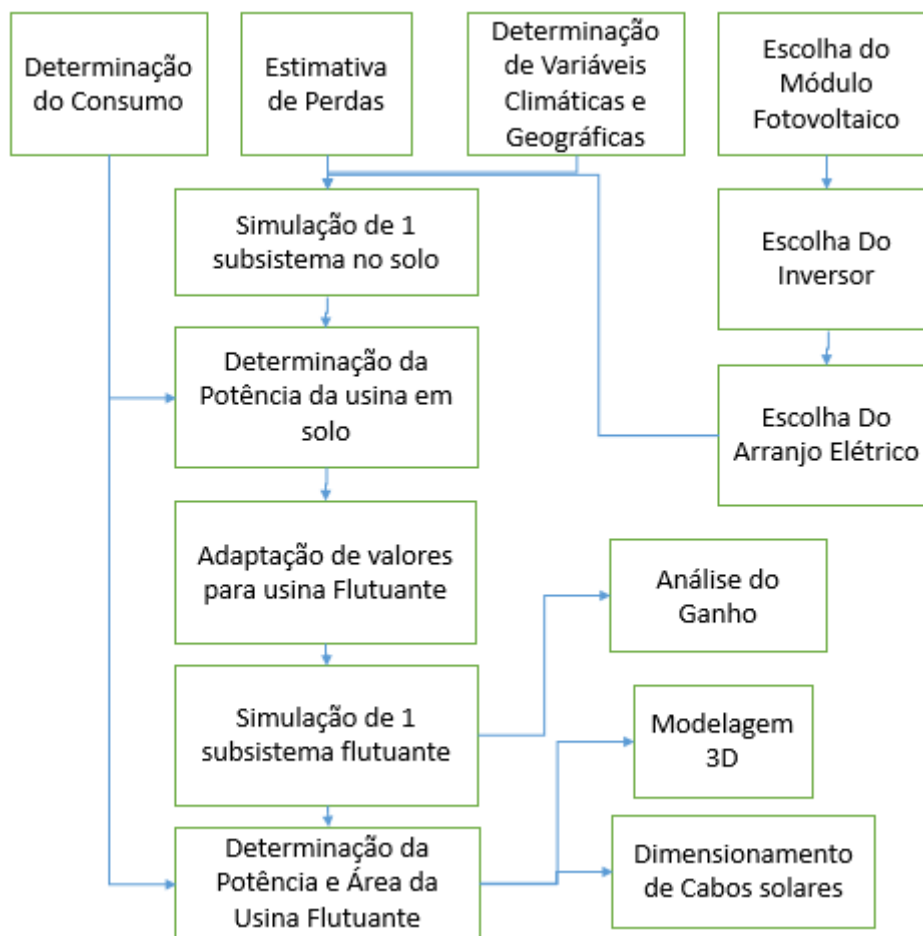 Determinação
do Consumo
Estimativa
de Perdas
Determinação
de Variáveis
Climáticas e
Geográficas
Escolha do
Módulo
Fotovoltaico
Simulação de 1
subsistema no solo
Escolha Do
Inversor
Determinação da
Potência da usina em
solo
Escolha Do
Arranjo Elétrico
Adaptação de valores
para usina Flutuante
Análise do
Ganho
Simulação de 1
subsistema flutuante
Modelagem
3D
Determinação da
Potência e Área da
Usina Flutuante
Dimensionamento
de Cabos solares